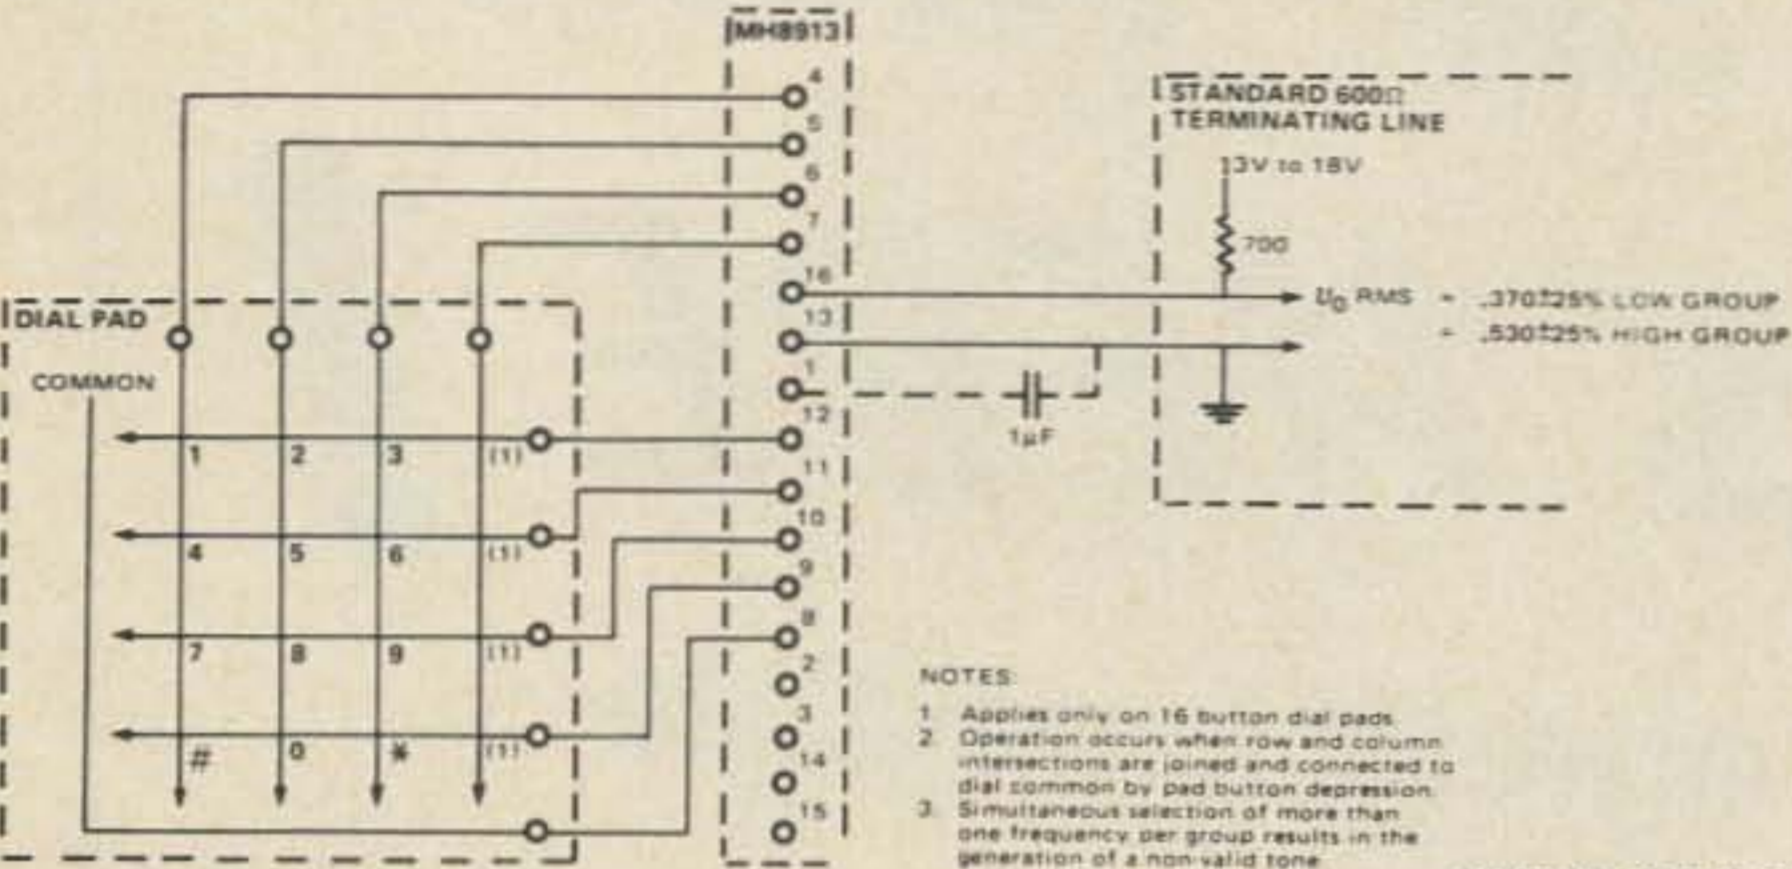 MH8913
4
5
6
7
16
13
1
12
11
10
9
8
2
3
14
15
DIAL PAD
COMMON
1 2 3 (1)
4 5 6 (1)
7 8 9 (1)
# 0 * (1)
1µF
STANDARD 600Ω
TERMINATING LINE
13V to 18V
700
υ₀ RMS = .370±25% LOW GROUP
= .530±25% HIGH GROUP
NOTES:
1 Applies only on 16 button dial pads.
2 Operation occurs when row and column
intersections are joined and connected to
dial common by pad button depression.
3. Simultaneous selection of more than
one frequency per group results in the
generation of a non-valid tone